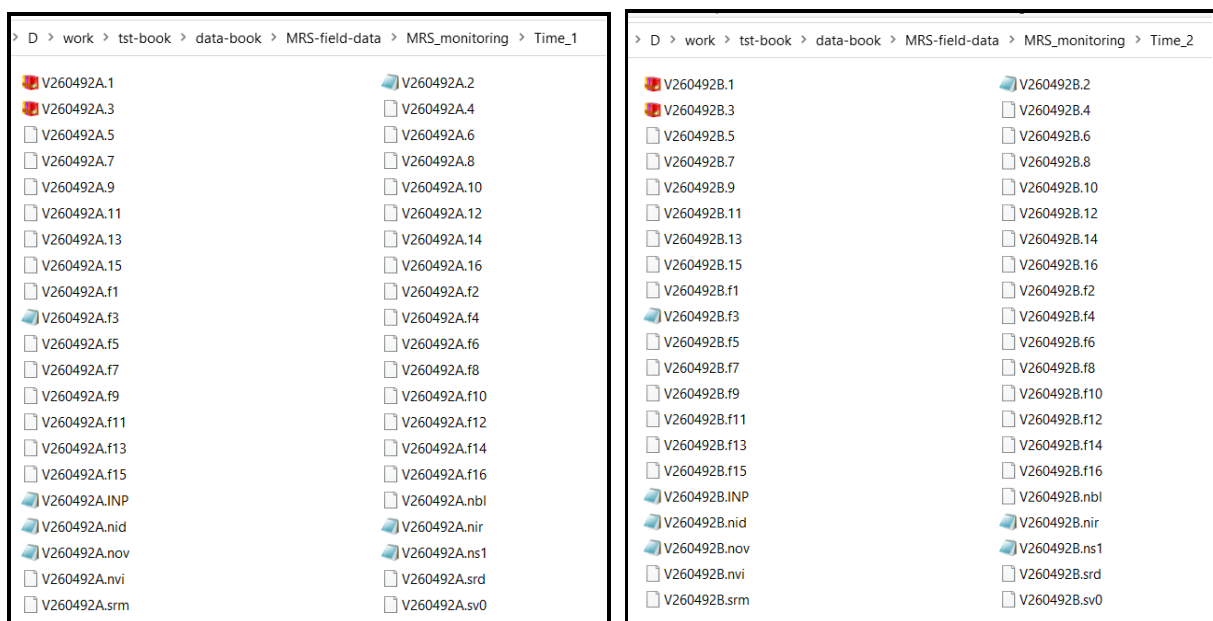 > D > work > tst-book > data-book > MRS-field-data > MRS_monitoring > Time_1
V260492A.1 V260492A.2
V260492A.3 V260492A.4
V260492A.5 V260492A.6
V260492A.7 V260492A.8
V260492A.9 V260492A.10
V260492A.11 V260492A.12
V260492A.13 V260492A.14
V260492A.15 V260492A.16
V260492A.f1 V260492A.f2
V260492A.f3 V260492A.f4
V260492A.f5 V260492A.f6
V260492A.f7 V260492A.f8
V260492A.f9 V260492A.f10
V260492A.f11 V260492A.f12
V260492A.f13 V260492A.f14
V260492A.f15 V260492A.f16
V260492A.INP V260492A.nbl
V260492A.nid V260492A.nir
V260492A.nov V260492A.ns1
V260492A.nvi V260492A.srd
V260492A.srm V260492A.sv0
> D > work > tst-book > data-book > MRS-field-data > MRS_monitoring > Time_2
V260492B.1 V260492B.2
V260492B.3 V260492B.4
V260492B.5 V260492B.6
V260492B.7 V260492B.8
V260492B.9 V260492B.10
V260492B.11 V260492B.12
V260492B.13 V260492B.14
V260492B.15 V260492B.16
V260492B.f1 V260492B.f2
V260492B.f3 V260492B.f4
V260492B.f5 V260492B.f6
V260492B.f7 V260492B.f8
V260492B.f9 V260492B.f10
V260492B.f11 V260492B.f12
V260492B.f13 V260492B.f14
V260492B.f15 V260492B.f16
V260492B.INP V260492B.nbl
V260492B.nid V260492B.nir
V260492B.nov V260492B.ns1
V260492B.nvi V260492B.srd
V260492B.srm V260492B.sv0